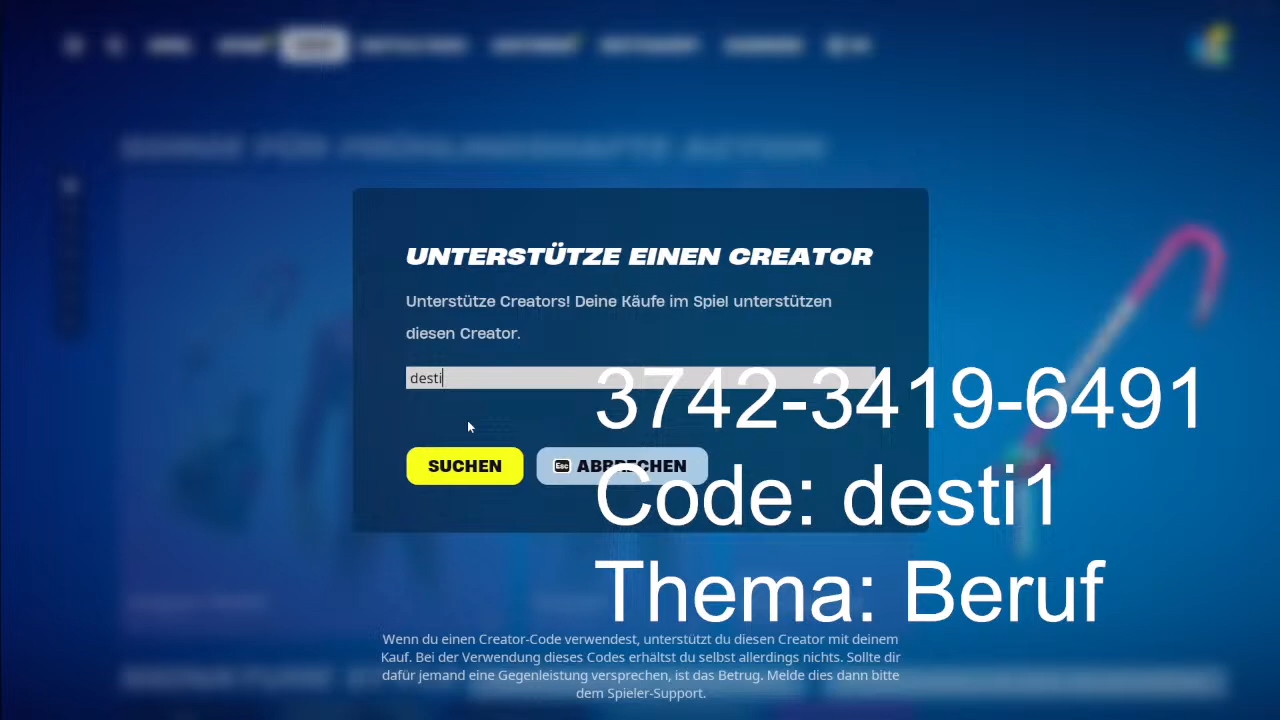 UNTERSTÜTZE EINEN CREATOR
Unterstütze Creators! Deine Käufe im Spiel unterstützen
diesen Creator.
desti
3742-3419-6491
SUCHEN
Esc ABBRECHEN
Code: desti1
Thema: Beruf
Wenn du einen Creator-Code verwendest, unterstützt du diesen Creator mit deinem
Kauf. Bei der Verwendung dieses Codes erhältst du selbst allerdings nichts. Sollte dir
dafür jemand eine Gegenleistung versprechen, ist das Betrug. Melde dies dann bitte
dem Spieler-Support.